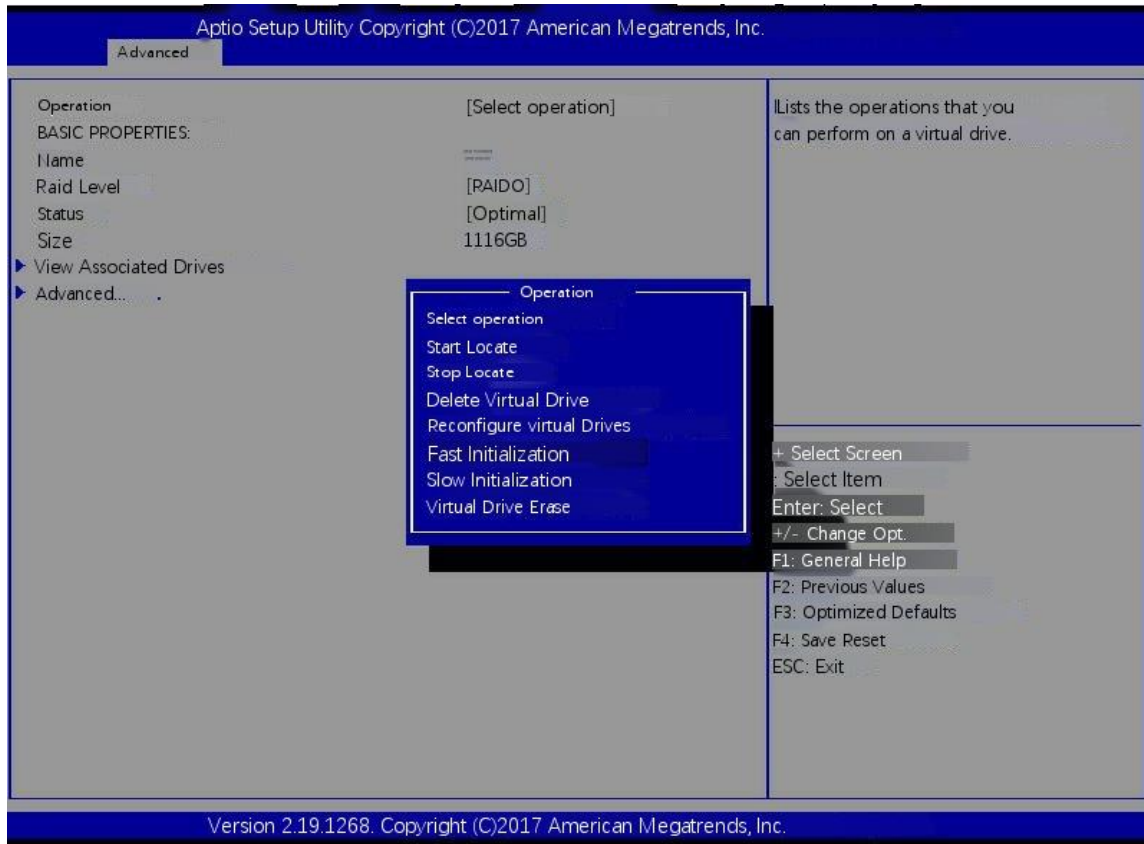 Aptio Setup Utility Copyright (C)2017 American Megatrends, Inc.
Advanced
Operation [Select operation]
BASIC PROPERTIES:
Name
Raid Level [RAIDO]
Status [Optimal]
Size 1116GB
View Associated Drives
Advanced... .
Lists the operations that you
can perform on a virtual drive.
Operation
Select operation
Start Locate
Stop Locate
Delete Virtual Drive
Reconfigure virtual Drives
Fast Initialization
Slow Initialization
Virtual Drive Erase
+ Select Screen
: Select Item
Enter: Select
+/- Change Opt.
F1: General Help
F2: Previous Values
F3: Optimized Defaults
F4: Save Reset
ESC: Exit
Version 2.19.1268. Copyright (C)2017 American Megatrends, Inc.